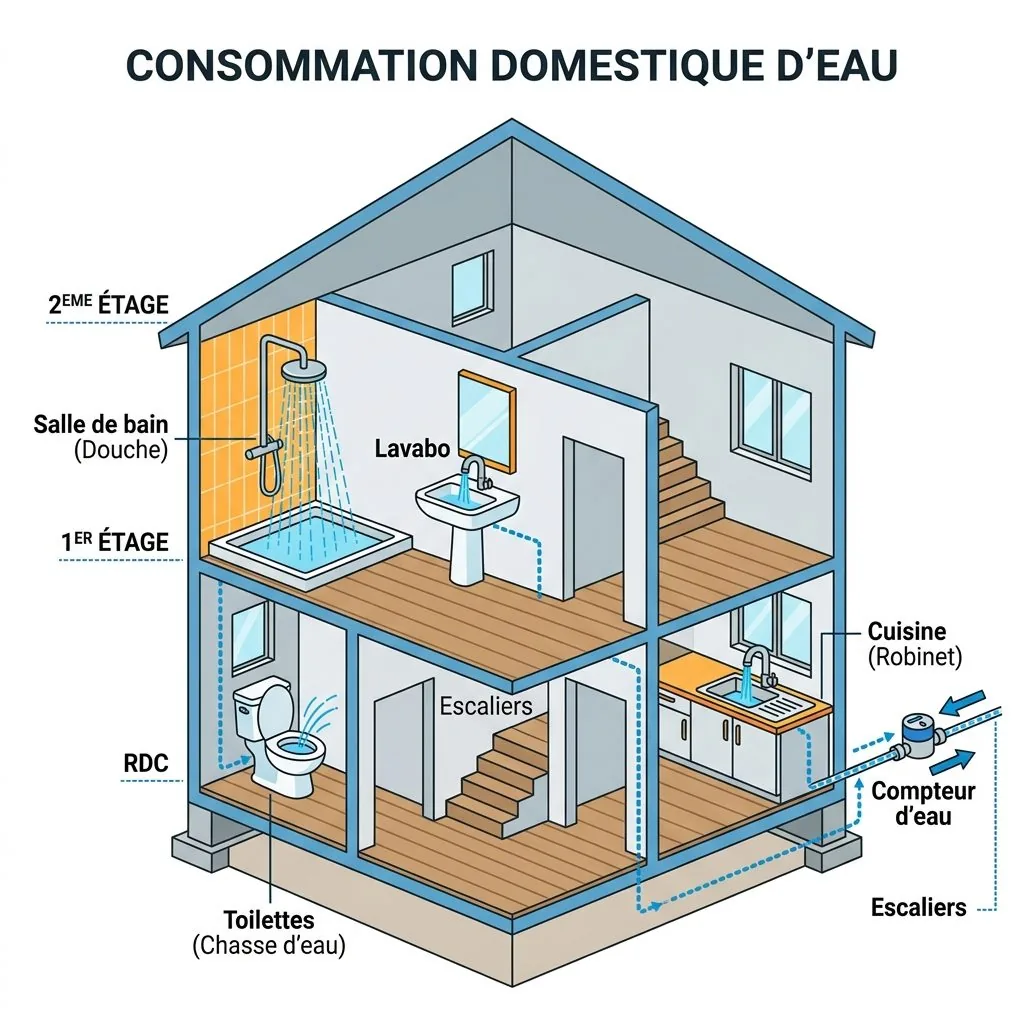 CONSOMMATION DOMESTIQUE D'EAU
2EME ÉTAGE
Salle de bain
(Douche)
Lavabo
1ER ÉTAGE
Cuisine
(Robinet)
Escaliers
RDC
Compteur
d'eau
Toilettes
(Chasse d'eau)
Escaliers